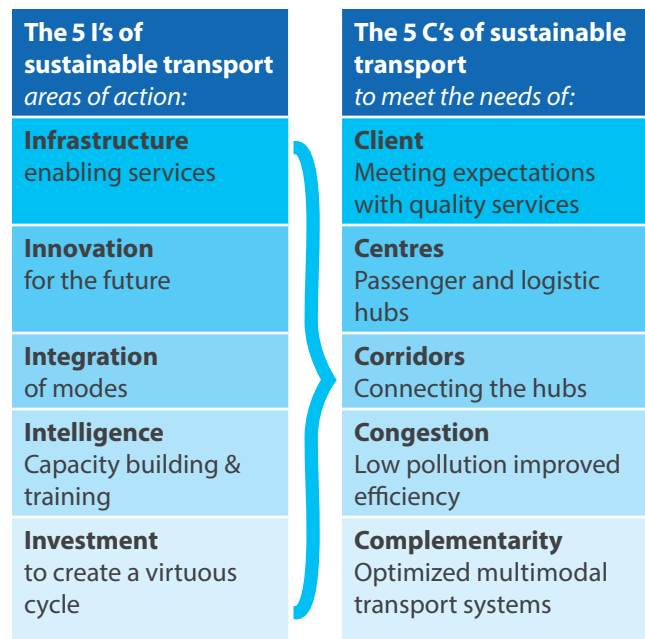 The 5 I's of
sustainable transport
areas of action:
Infrastructure
enabling services
Innovation
for the future
Integration
of modes
Intelligence
Capacity building &
training
Investment
to create a virtuous
cycle
The 5 C's of sustainable
transport
to meet the needs of:
Client
Meeting expectations
with quality services
Centres
Passenger and logistic
hubs
Corridors
Connecting the hubs
Congestion
Low pollution improved
efficiency
Complementarity
Optimized multimodal
transport systems